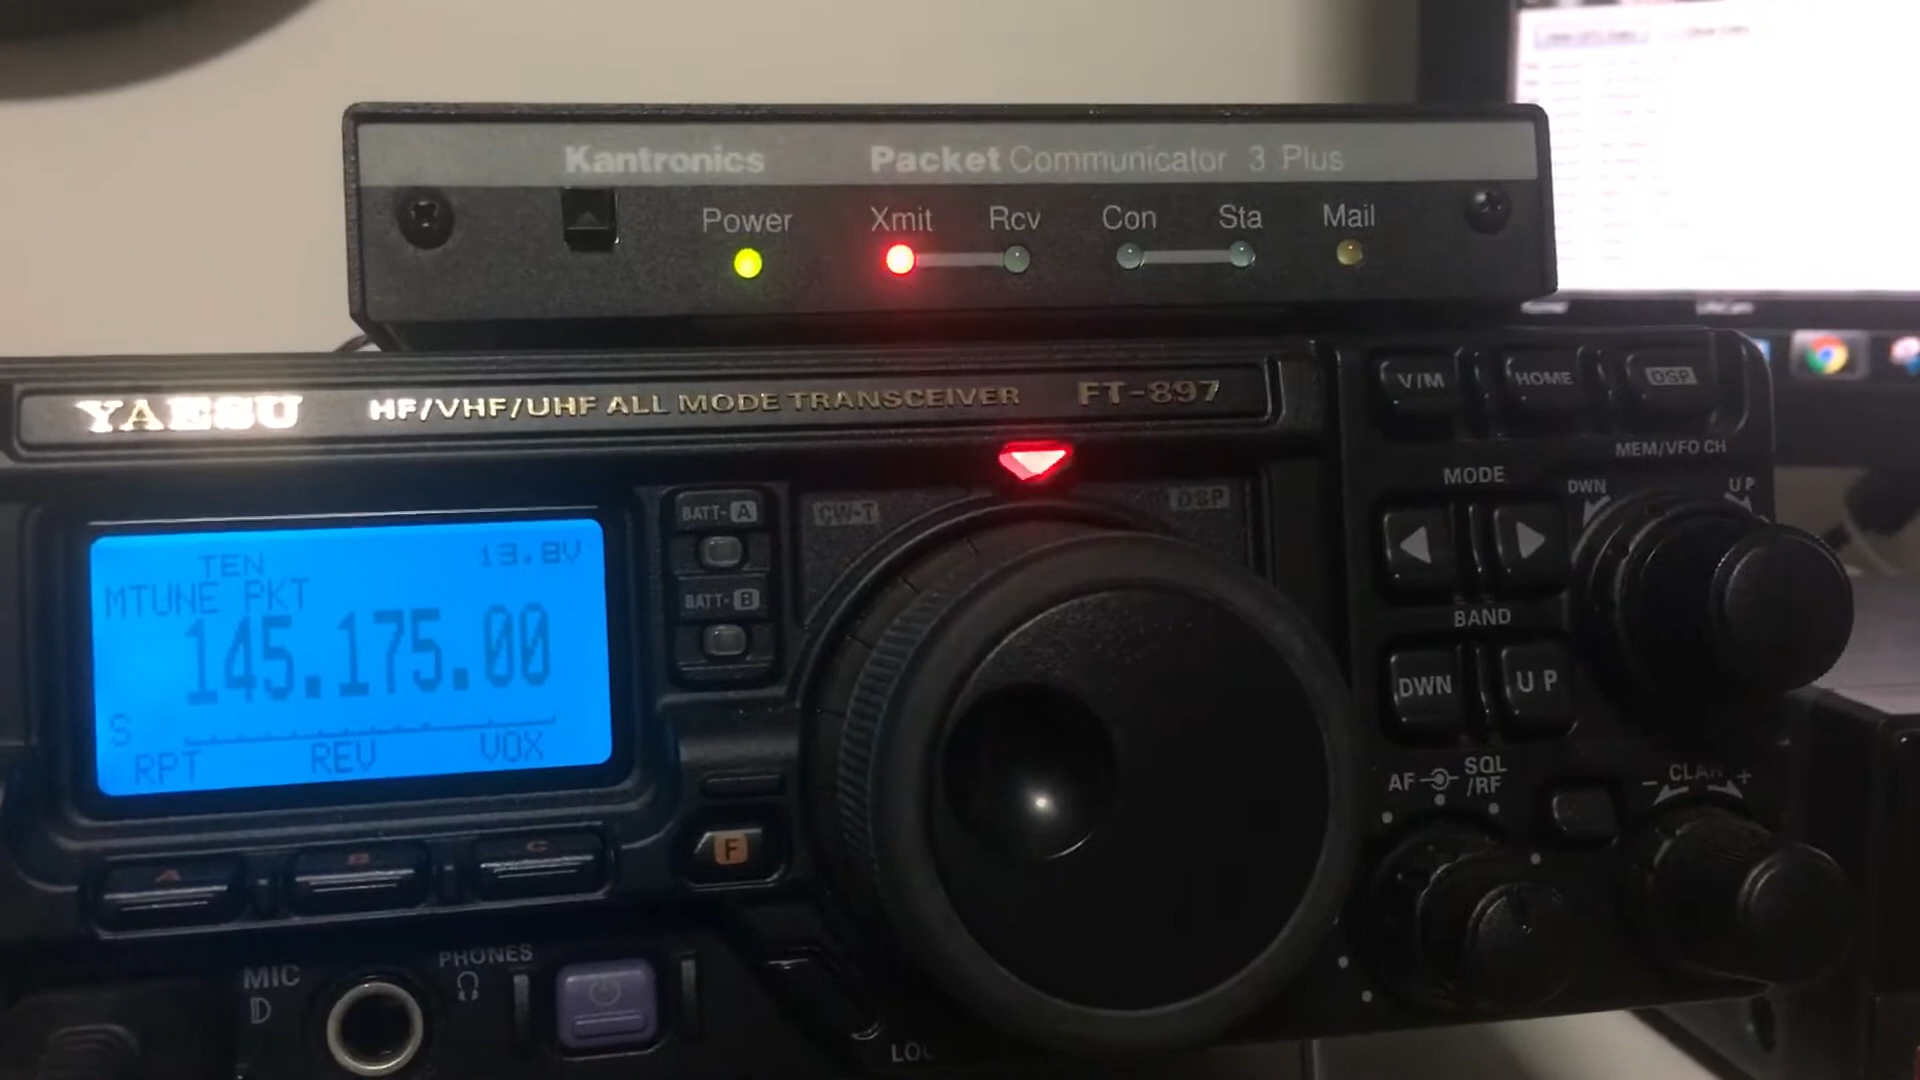 Kantronics Packet Communicator 3 Plus
Power Xmit Rcv Con Sta Mail
YAESU HF/VHF/UHF ALL MODE TRANSCEIVER FT-897
V/M HOME DSP
MEM/VFO CH
MODE DWN UP
BATT-A CW-T DSP
TEN 13.8V
MTUNE PKT
BATT-B
145.175.00
BAND
DWN UP
S
RPT REV VOX
AF SQL/RF - CLAR +
A B C F
MIC PHONES